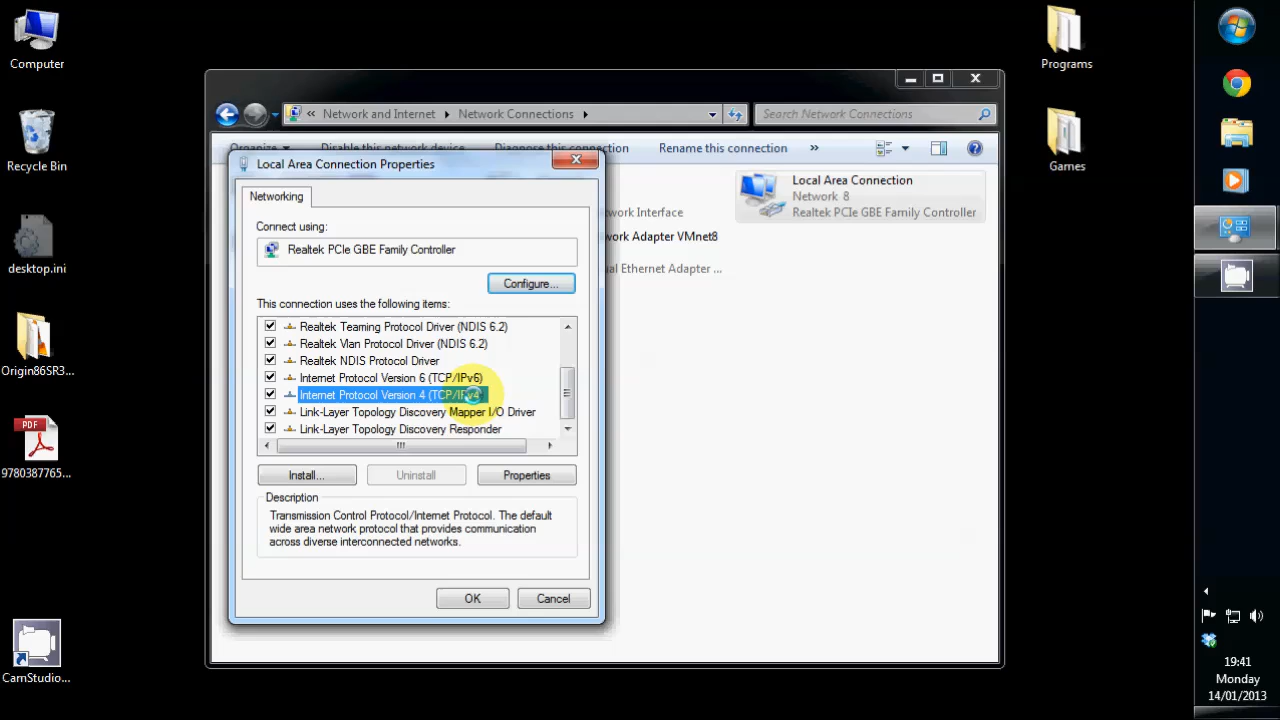 Computer
Recycle Bin
desktop.ini
Origin86SR3...
9780387765...
CamStudio...
Programs
Games
« Network and Internet Network Connections
Search Network Connections
Organize Disable this network device Diagnose this connection Rename this connection »
Local Area Connection
Network 8
Realtek PCIe GBE Family Controller
work Interface
work Adapter VMnet8
ual Ethernet Adapter ...
Local Area Connection Properties
Networking
Connect using:
Realtek PCIe GBE Family Controller
Configure...
This connection uses the following items:
Realtek Teaming Protocol Driver (NDIS 6.2)
Realtek Vlan Protocol Driver (NDIS 6.2)
Realtek NDIS Protocol Driver
Internet Protocol Version 6 (TCP/IPv6)
Internet Protocol Version 4 (TCP/IPv4)
Link-Layer Topology Discovery Mapper I/O Driver
Link-Layer Topology Discovery Responder
Install... Uninstall Properties
Description
Transmission Control Protocol/Internet Protocol. The default
wide area network protocol that provides communication
across diverse interconnected networks.
OK Cancel
19:41
Monday
14/01/2013
PDF